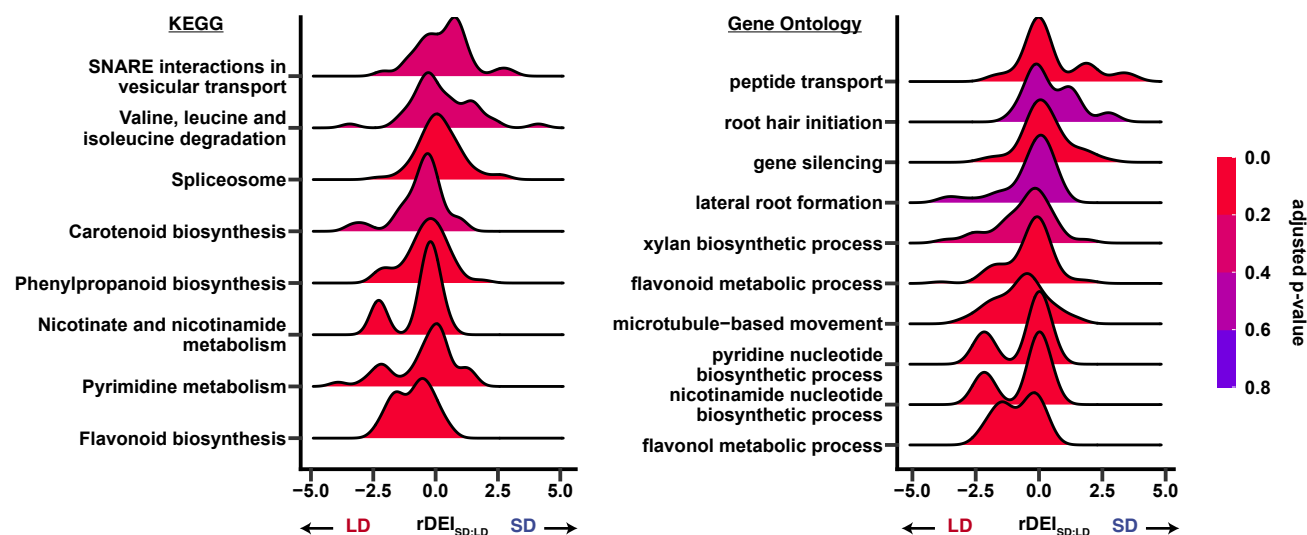 KEGG
SNARE interactions in
vesicular transport
Valine, leucine and
isoleucine degradation
Spliceosome
Carotenoid biosynthesis
Phenylpropanoid biosynthesis
Nicotinate and nicotinamide
metabolism
Pyrimidine metabolism
Flavonoid biosynthesis
−5.0 −2.5 0.0 2.5 5.0
LD rDEI SD:LD SD
Gene Ontology
peptide transport
root hair initiation
gene silencing
lateral root formation
xylan biosynthetic process
flavonoid metabolic process
microtubule−based movement
pyridine nucleotide
biosynthetic process
nicotinamide nucleotide
biosynthetic process
flavonol metabolic process
−5.0 −2.5 0.0 2.5 5.0
LD rDEI SD:LD SD
0.0
0.2
0.4
0.6
0.8
adjusted p-value